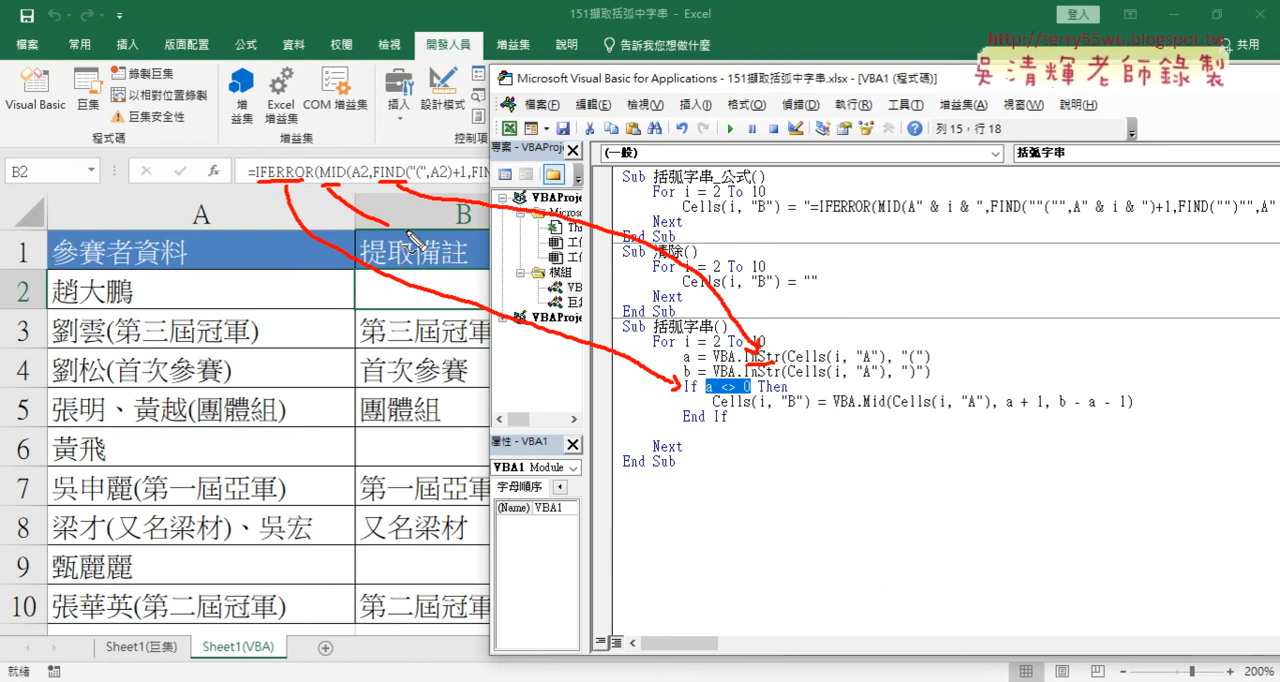 151擷取括弧中字串 - Excel
登入
檔案 常用 插入 版面配置 公式 資料 校閱 檢視 開發人員 增益集 說明 告訴我您想做什麼 共用
http://terry55wu.blogspot.tw
吳清輝老師錄製
Visual Basic 巨集 錄製巨集 以相對位置錄製 巨集安全性
程式碼
增益集 Excel 增益集 COM 增益集
增益集
插入 設計模式
控制項
B2 fx =IFERROR(MID(A2,FIND("(",A2)+1,FIN
A B
1 參賽者資料 提取備註
2 趙大鵬
3 劉雲(第三屆冠軍) 第三屆冠軍
4 劉松(首次參賽) 首次參賽
5 張明、黃越(團體組) 團體組
6 黃飛
7 吳申麗(第一屆亞軍) 第一屆亞軍
8 梁才(又名梁材)、吳宏 又名梁材
9 甄麗麗
10 張華英(第二屆冠軍) 第二屆冠軍
Sheet1(巨集) Sheet1(VBA)
就緒
200%
Microsoft Visual Basic for Applications - 151擷取括弧中字串.xlsx - [VBA1 (程式碼)]
檔案(F) 編輯(E) 檢視(V) 插入(I) 格式(O) 偵錯(D) 執行(R) 工具(T) 增益集(A) 視窗(W) 說明(H)
列 15，行 18
專案 - VBAProj
VBAProje
Microso
Th
工作
工作
模組
VB
巨集
VBAProje
屬性 - VBA1
VBA1 Module
字母順序
(Name) VBA1
(一般) 括弧字串
Sub 括弧字串_公式()
For i = 2 To 10
Cells(i, "B") = "=IFERROR(MID(A" & i & ",FIND(""("",A" & i & ")+1,FIND("")"",A"
Next
End Sub
Sub 清除()
For i = 2 To 10
Cells(i, "B") = ""
Next
End Sub
Sub 括弧字串()
For i = 2 To 10
a = VBA.InStr(Cells(i, "A"), "(")
b = VBA.InStr(Cells(i, "A"), ")")
If a <> 0 Then
Cells(i, "B") = VBA.Mid(Cells(i, "A"), a + 1, b - a - 1)
End If
Next
End Sub